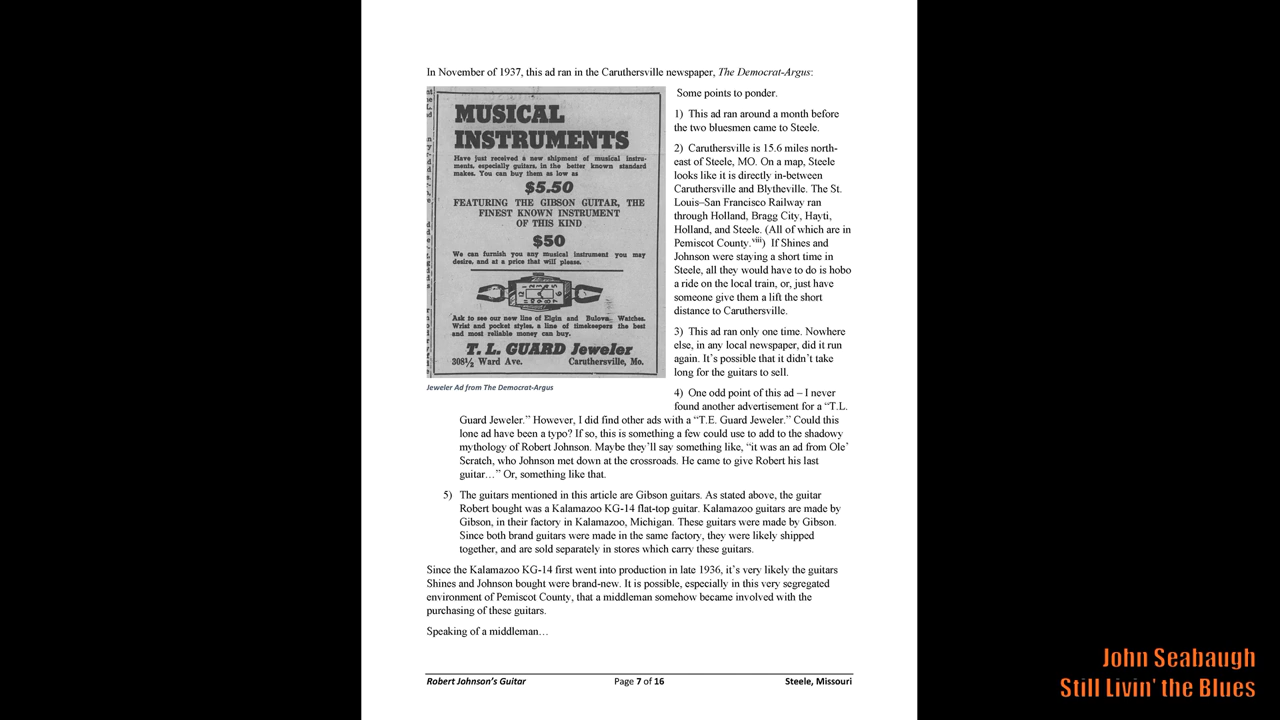 In November of 1937, this ad ran in the Caruthersville newspaper, The Democrat-Argus:
MUSICAL
INSTRUMENTS
Have just received a new shipment of musical instru-
ments, especially guitars, in the better known standard
makes. You can buy them as low as
$5.50
FEATURING THE GIBSON GUITAR, THE
FINEST KNOWN INSTRUMENT
OF THIS KIND
$50
We can furnish you any musical instrument you may
desire, and at a price that will please.
Ask to see our new line of Elgin and Bulova Watches.
Wrist and pocket styles, a line of timekeepers the best
and most reliable money can buy.
T. L. GUARD Jeweler
308½ Ward Ave. Caruthersville, Mo.
Jeweler Ad from The Democrat-Argus
Some points to ponder.
1) This ad ran around a month before
the two bluesmen came to Steele.
2) Caruthersville is 15.6 miles north-
east of Steele, MO. On a map, Steele
looks like it is directly in-between
Caruthersville and Blytheville. The St.
Louis–San Francisco Railway ran
through Holland, Bragg City, Hayti,
Holland, and Steele. (All of which are in
Pemiscot County.viii) If Shines and
Johnson were staying a short time in
Steele, all they would have to do is hobo
a ride on the local train, or, just have
someone give them a lift the short
distance to Caruthersville.
3) This ad ran only one time. Nowhere
else, in any local newspaper, did it run
again. It's possible that it didn't take
long for the guitars to sell.
4) One odd point of this ad – I never
found another advertisement for a “T.L.
Guard Jeweler.” However, I did find other ads with a “T.E. Guard Jeweler.” Could this
lone ad have been a typo? If so, this is something a few could use to add to the shadowy
mythology of Robert Johnson. Maybe they'll say something like, “it was an ad from Ole’
Scratch, who Johnson met down at the crossroads. He came to give Robert his last
guitar…” Or, something like that.
5) The guitars mentioned in this article are Gibson guitars. As stated above, the guitar
Robert bought was a Kalamazoo KG-14 flat-top guitar. Kalamazoo guitars are made by
Gibson, in their factory in Kalamazoo, Michigan. These guitars were made by Gibson.
Since both brand guitars were made in the same factory, they were likely shipped
together, and are sold separately in stores which carry these guitars.
Since the Kalamazoo KG-14 first went into production in late 1936, it's very likely the guitars
Shines and Johnson bought were brand-new. It is possible, especially in this very segregated
environment of Pemiscot County, that a middleman somehow became involved with the
purchasing of these guitars.
Speaking of a middleman…
Robert Johnson's Guitar Page 7 of 16 Steele, Missouri
John Seabaugh
Still Livin' the Blues